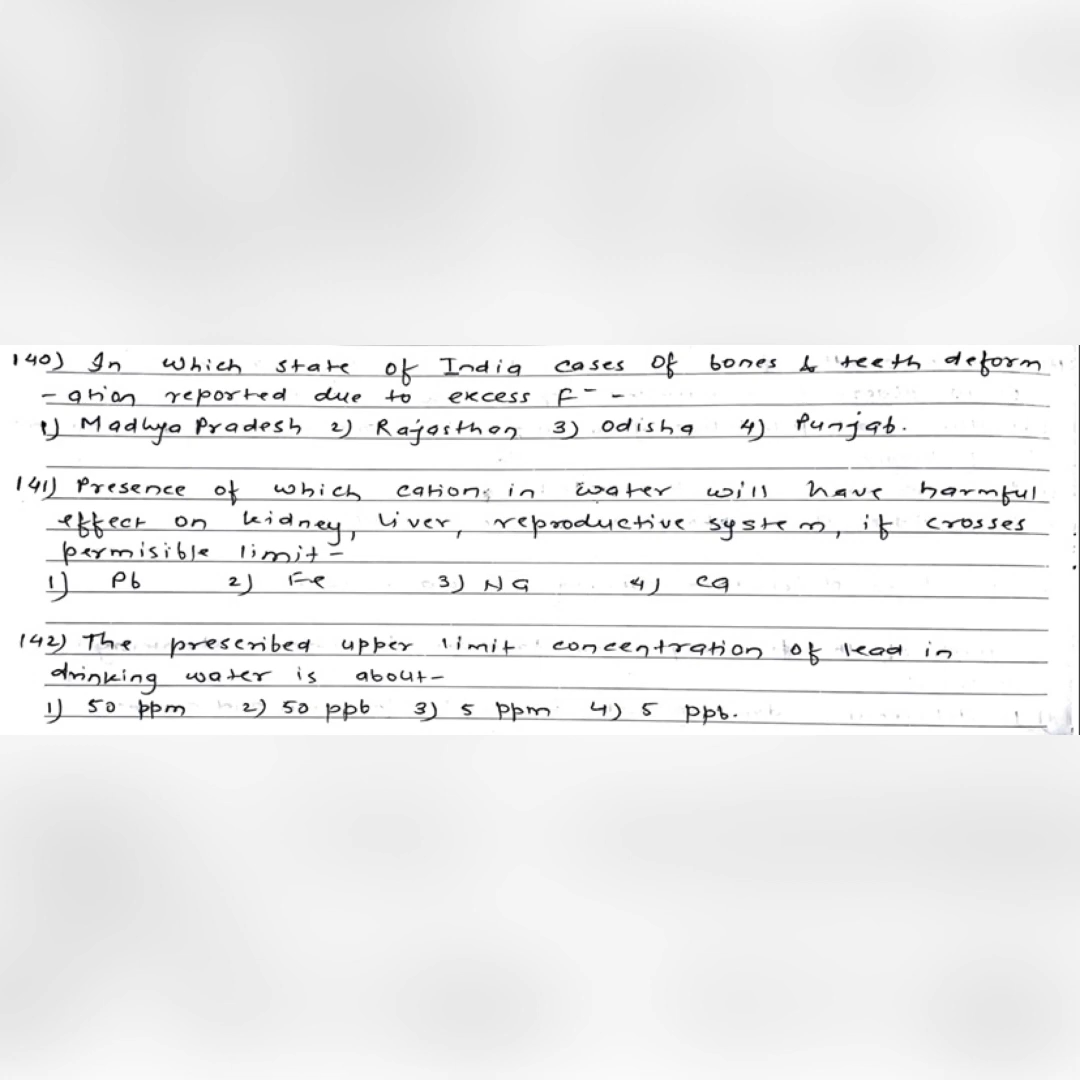 140) In which state of India cases of bones & teeth deform
-ation reported due to excess F⁻ -
1) Madhya Pradesh 2) Rajasthan 3) Odisha 4) Punjab.
141) Presence of which cations in water will have harmful
effect on kidney, liver, reproductive system, if crosses
permisible limit-
1) Pb 2) Fe 3) Na 4) Ca
142) The prescribed upper limit concentration of lead in
drinking water is about-
1) 50 ppm 2) 50 ppb 3) 5 ppm 4) 5 ppb.